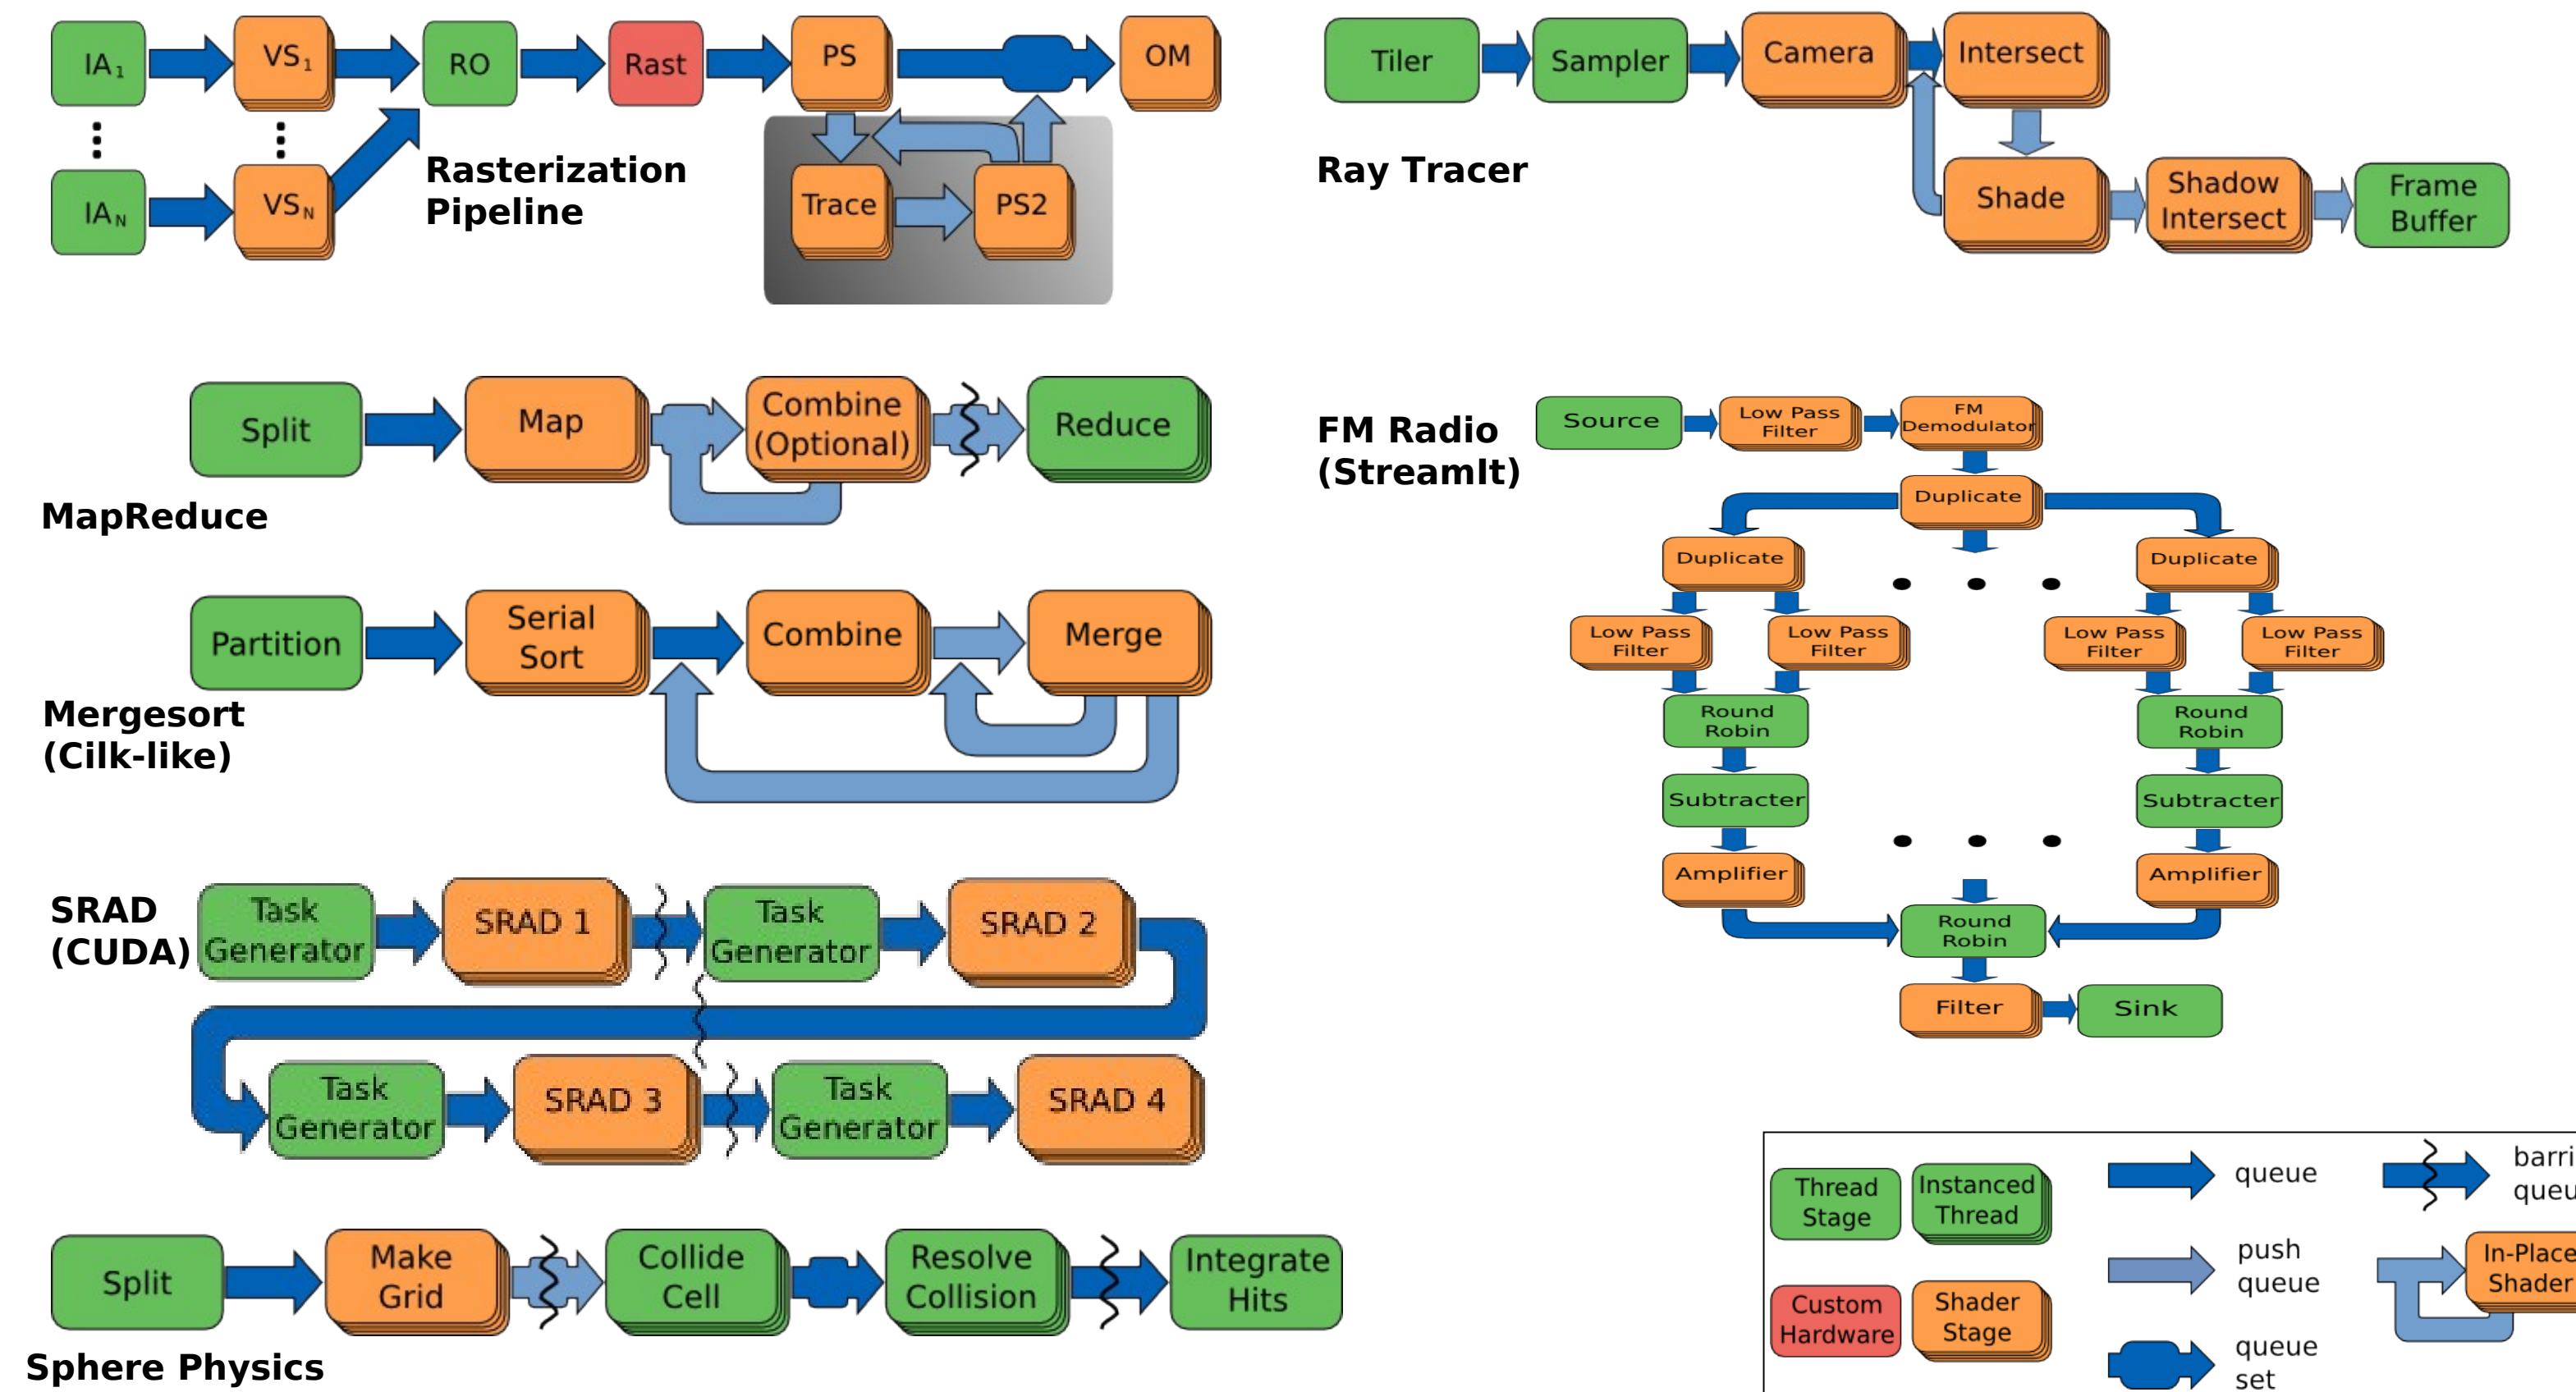 IA1
VS1
RO
Rast
PS
OM
IAN
VSN
Rasterization
Pipeline
Trace
PS2
Tiler
Sampler
Camera
Intersect
Ray Tracer
Shade
Shadow
Intersect
Frame
Buffer
Split
Map
Combine
(Optional)
Reduce
MapReduce
Partition
Serial
Sort
Combine
Merge
Mergesort
(Cilk-like)
SRAD
(CUDA)
Task
Generator
SRAD 1
Task
Generator
SRAD 2
Task
Generator
SRAD 3
Task
Generator
SRAD 4
Split
Make
Grid
Collide
Cell
Resolve
Collision
Integrate
Hits
Sphere Physics
FM Radio
(StreamIt)
Source
Low Pass
Filter
FM
Demodulator
Duplicate
Duplicate
Duplicate
Low Pass
Filter
Low Pass
Filter
Low Pass
Filter
Low Pass
Filter
Round
Robin
Round
Robin
Subtracter
Subtracter
Amplifier
Amplifier
Round
Robin
Filter
Sink
Thread
Stage
Instanced
Thread
Custom
Hardware
Shader
Stage
queue
push
queue
queue
set
In-Place
Shader